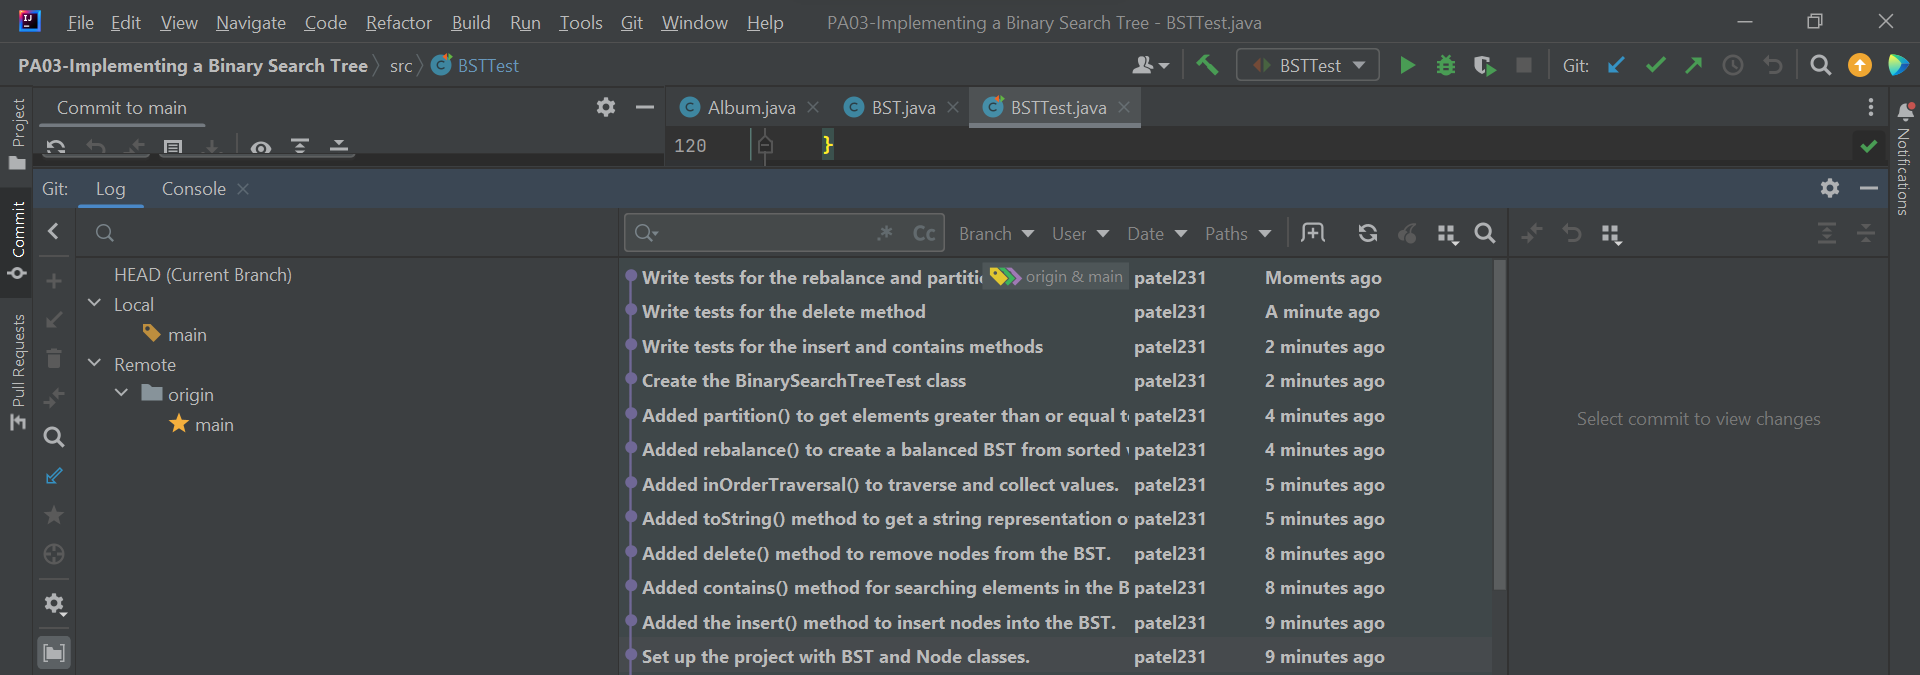 File Edit View Navigate Code Refactor Build Run Tools Git Window Help PA03-Implementing a Binary Search Tree - BSTTest.java
PA03-Implementing a Binary Search Tree src BSTTest BSTTest Git:
Project
Commit
Pull Requests
Commit to main
Album.java BST.java BSTTest.java
120 }
Notifications
Git: Log Console
Cc Branch User Date Paths
HEAD (Current Branch)
Local
main
Remote
origin
main
Write tests for the rebalance and partiti origin & main patel231 Moments ago
Write tests for the delete method patel231 A minute ago
Write tests for the insert and contains methods patel231 2 minutes ago
Create the BinarySearchTreeTest class patel231 2 minutes ago
Added partition() to get elements greater than or equal t patel231 4 minutes ago
Added rebalance() to create a balanced BST from sorted patel231 4 minutes ago
Added inOrderTraversal() to traverse and collect values. patel231 5 minutes ago
Added toString() method to get a string representation o patel231 5 minutes ago
Added delete() method to remove nodes from the BST. patel231 8 minutes ago
Added contains() method for searching elements in the B patel231 8 minutes ago
Added the insert() method to insert nodes into the BST. patel231 9 minutes ago
Set up the project with BST and Node classes. patel231 9 minutes ago
Select commit to view changes